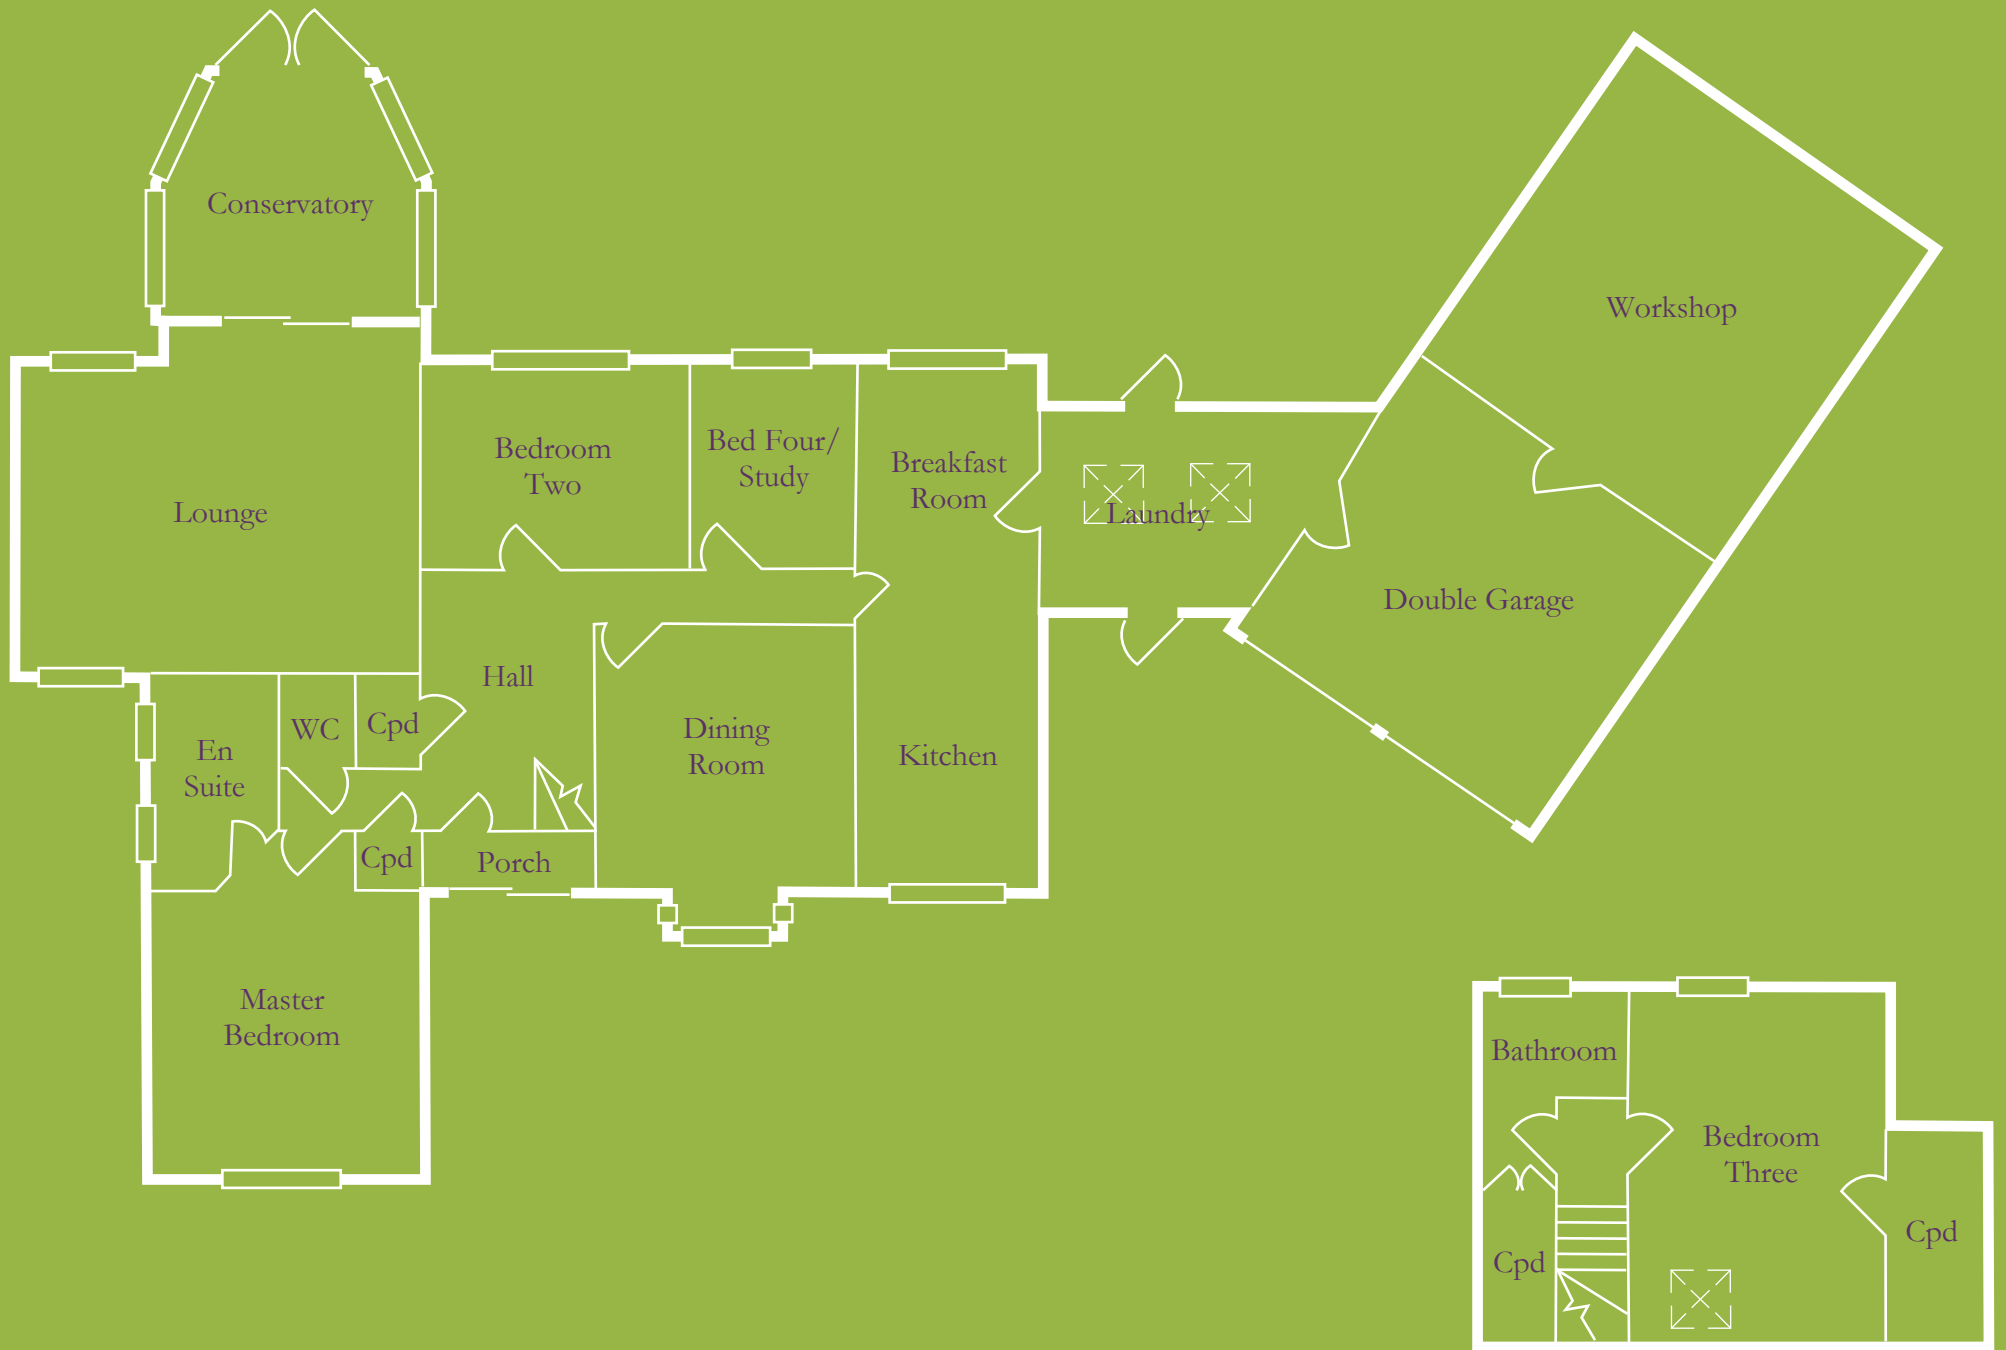 Conservatory
Workshop
Bedroom
Two
Bed Four/
Study
Breakfast
Room
Lounge
Laundry
Double Garage
Hall
WC
Cpd
Dining
Room
En
Suite
Kitchen
Cpd
Porch
Master
Bedroom
Bathroom
Bedroom
Three
Cpd
Cpd